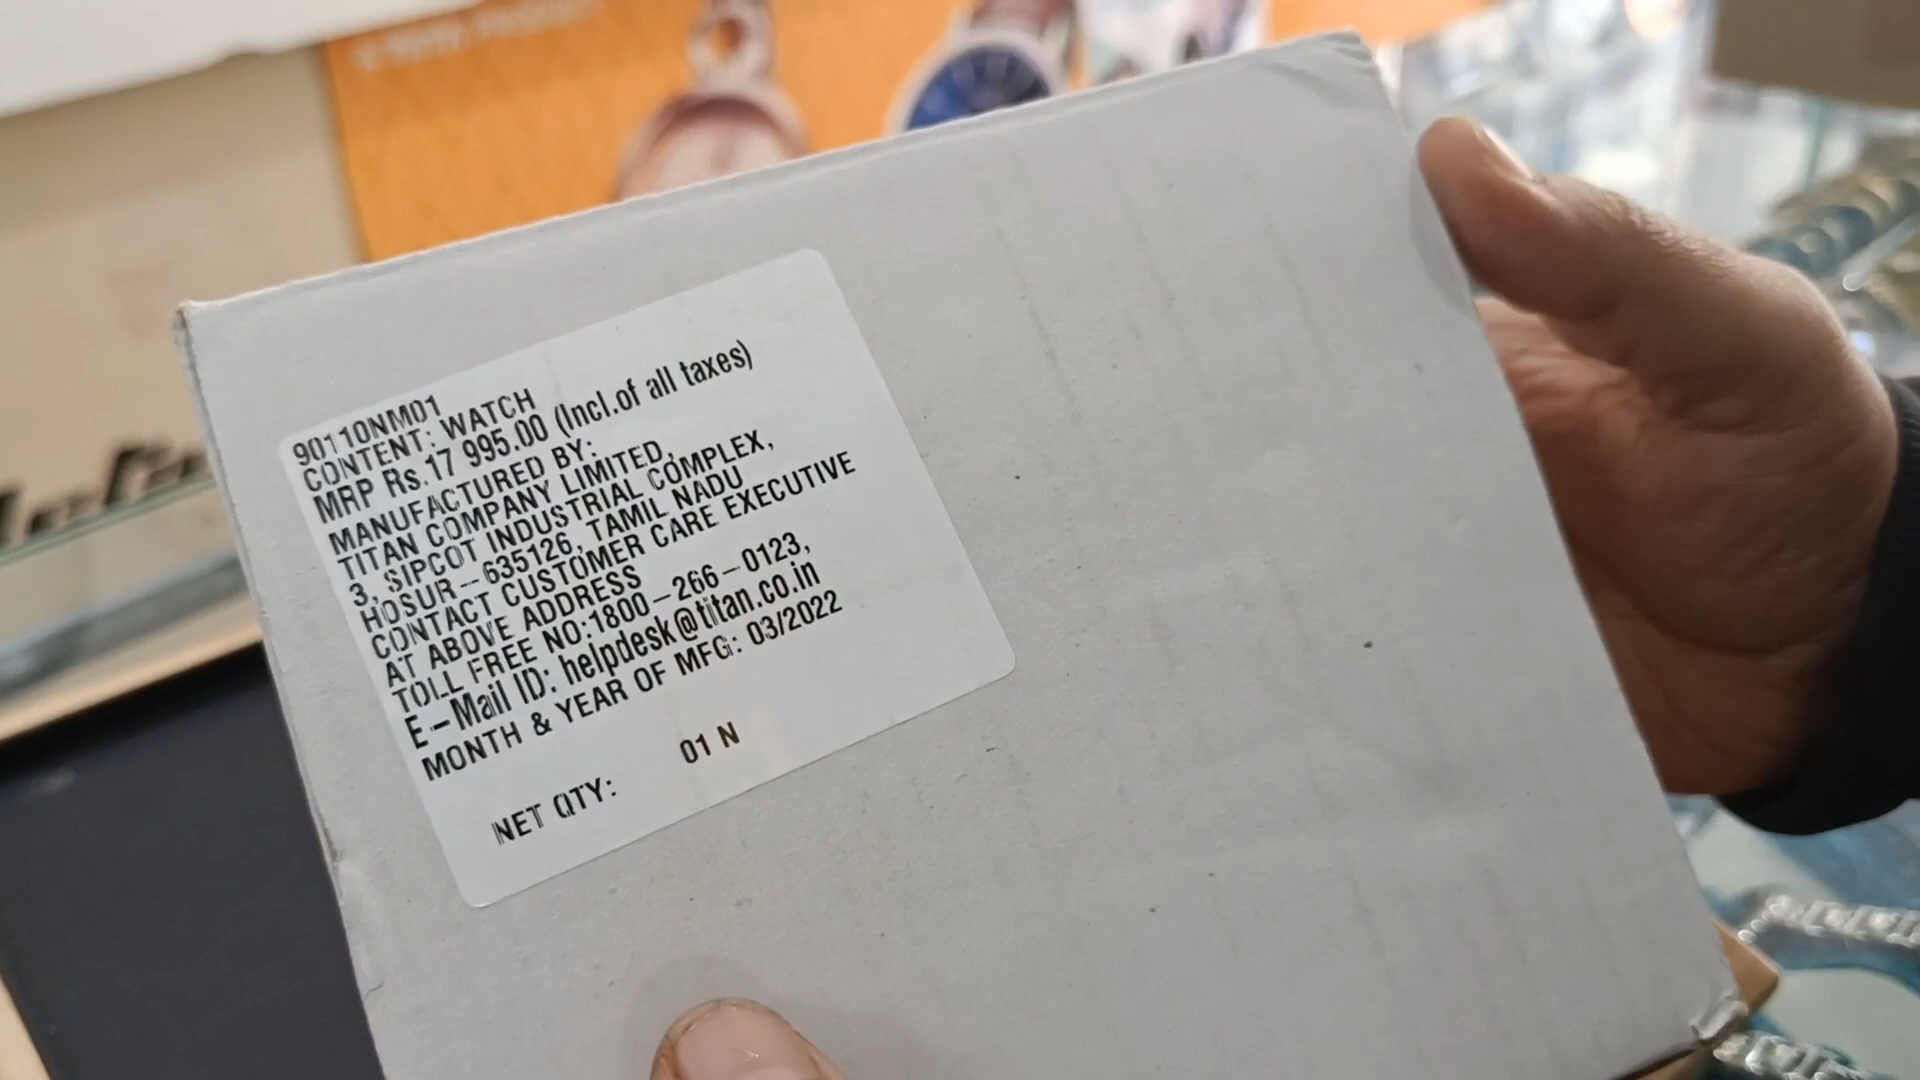 90110NM01
CONTENT: WATCH
MRP Rs.17 995.00 (Incl.of all taxes)
MANUFACTURED BY:
TITAN COMPANY LIMITED,
3, SIPCOT INDUSTRIAL COMPLEX,
HOSUR-635126, TAMIL NADU
CONTACT CUSTOMER CARE EXECUTIVE
AT ABOVE ADDRESS
TOLL FREE NO:1800-266-0123,
E-Mail ID: helpdesk@titan.co.in
MONTH & YEAR OF MFG: 03/2022
NET QTY: 01 N